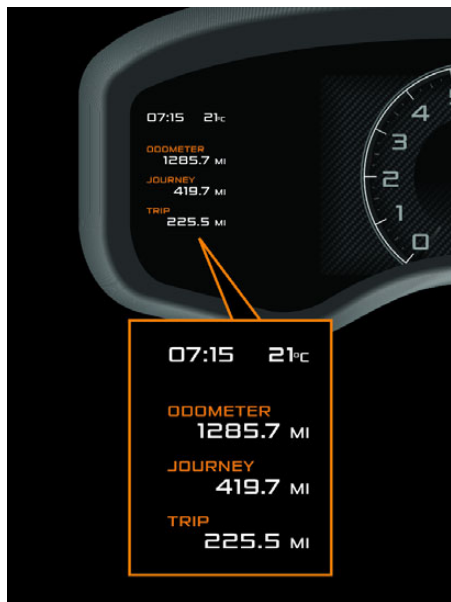 07:15 21°C
ODOMETER
1285.7 MI
JOURNEY
419.7 MI
TRIP
225.5 MI
5
4
3
2
1
0
07:15 21°C
ODOMETER
1285.7 MI
JOURNEY
419.7 MI
TRIP
225.5 MI